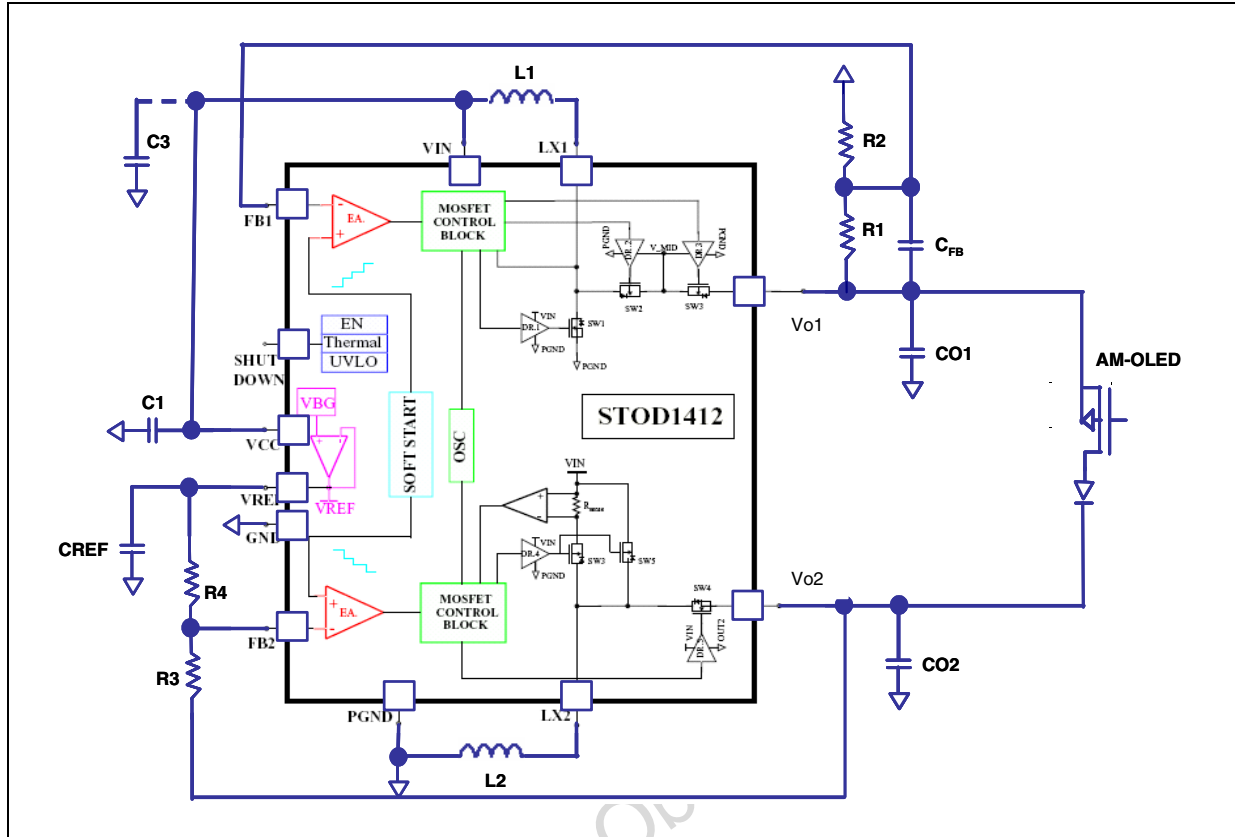 L1
C3
VIN
LX1
R2
FB1
EA.
MOSFET
CONTROL
BLOCK
PGND
DR.2
V_MID
DR.3
PGND
R1
CFB
SW2
SW3
Vo1
VIN
DR.1
SW1
PGND
EN
Thermal
UVLO
SHUT
DOWN
CO1
AM-OLED
C1
VBG
VCC
SOFT START
OSC
STOD1412
VREF
VREF
GND
VIN
CREF
R4
VIN
DR.4
PGND
SW3
SW5
Vo2
SW4
EA.
MOSFET
CONTROL
BLOCK
VIN
DR.5
OUT2
FB2
R3
CO2
PGND
LX2
L2
Ob